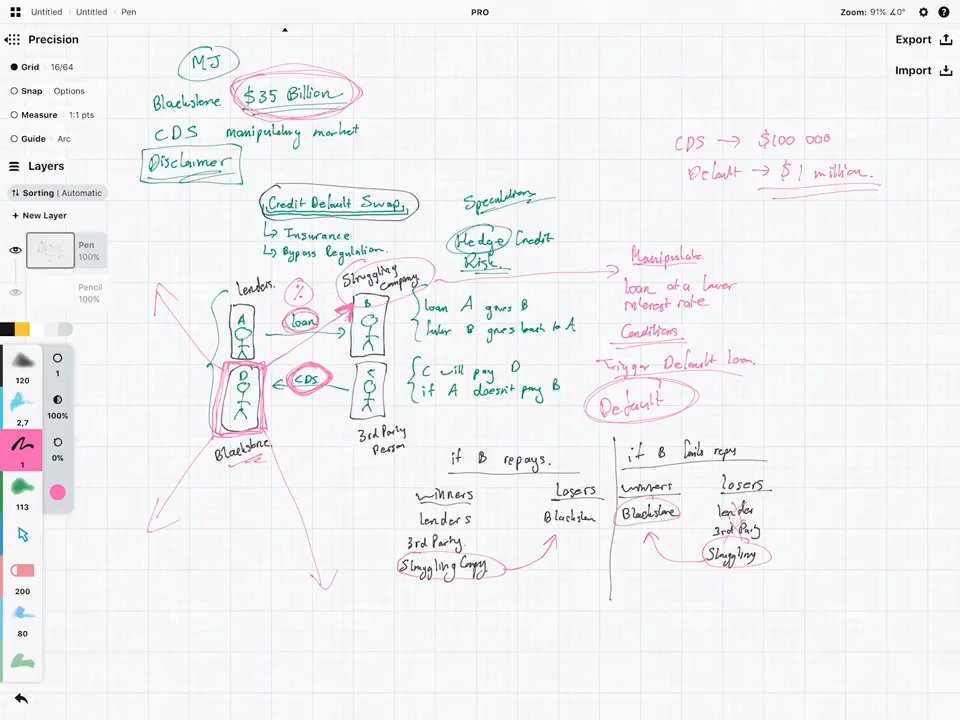 Untitled
Untitled
Pen
PRO
Zoom: 91% ∠0°
Precision
Export
Import
Grid 16/64
Snap Options
Measure 1:1 pts
Guide Arc
Layers
Sorting | Automatic
+ New Layer
Pen
100%
Pencil
100%
120
2,7
1
113
200
80
1
100%
0%
MJ
Blackstone $35 Billion
CDS manipulating market
Disclaimer
CDS → $100 000
Default → $1 million.
Credit Default Swap
↳ Insurance
↳ Bypass Regulation.
Speculators
Hedge Credit
Risk.
Lenders.
%
Struggling
Company
A
loan
B
loan A gives B
B gives back to A
D
CDS
C
C will pay D
if A doesn't pay B
Blackstone
3rd Party
Person
Manipulate
loan at a lower
interest rate
Conditions
Trigger Default loan.
Default
if B repays.
winners
losers
lenders
Blackston
3rd Party.
if B fails repay
winners
losers
Blackstone
lender
3rd Party
Struggling